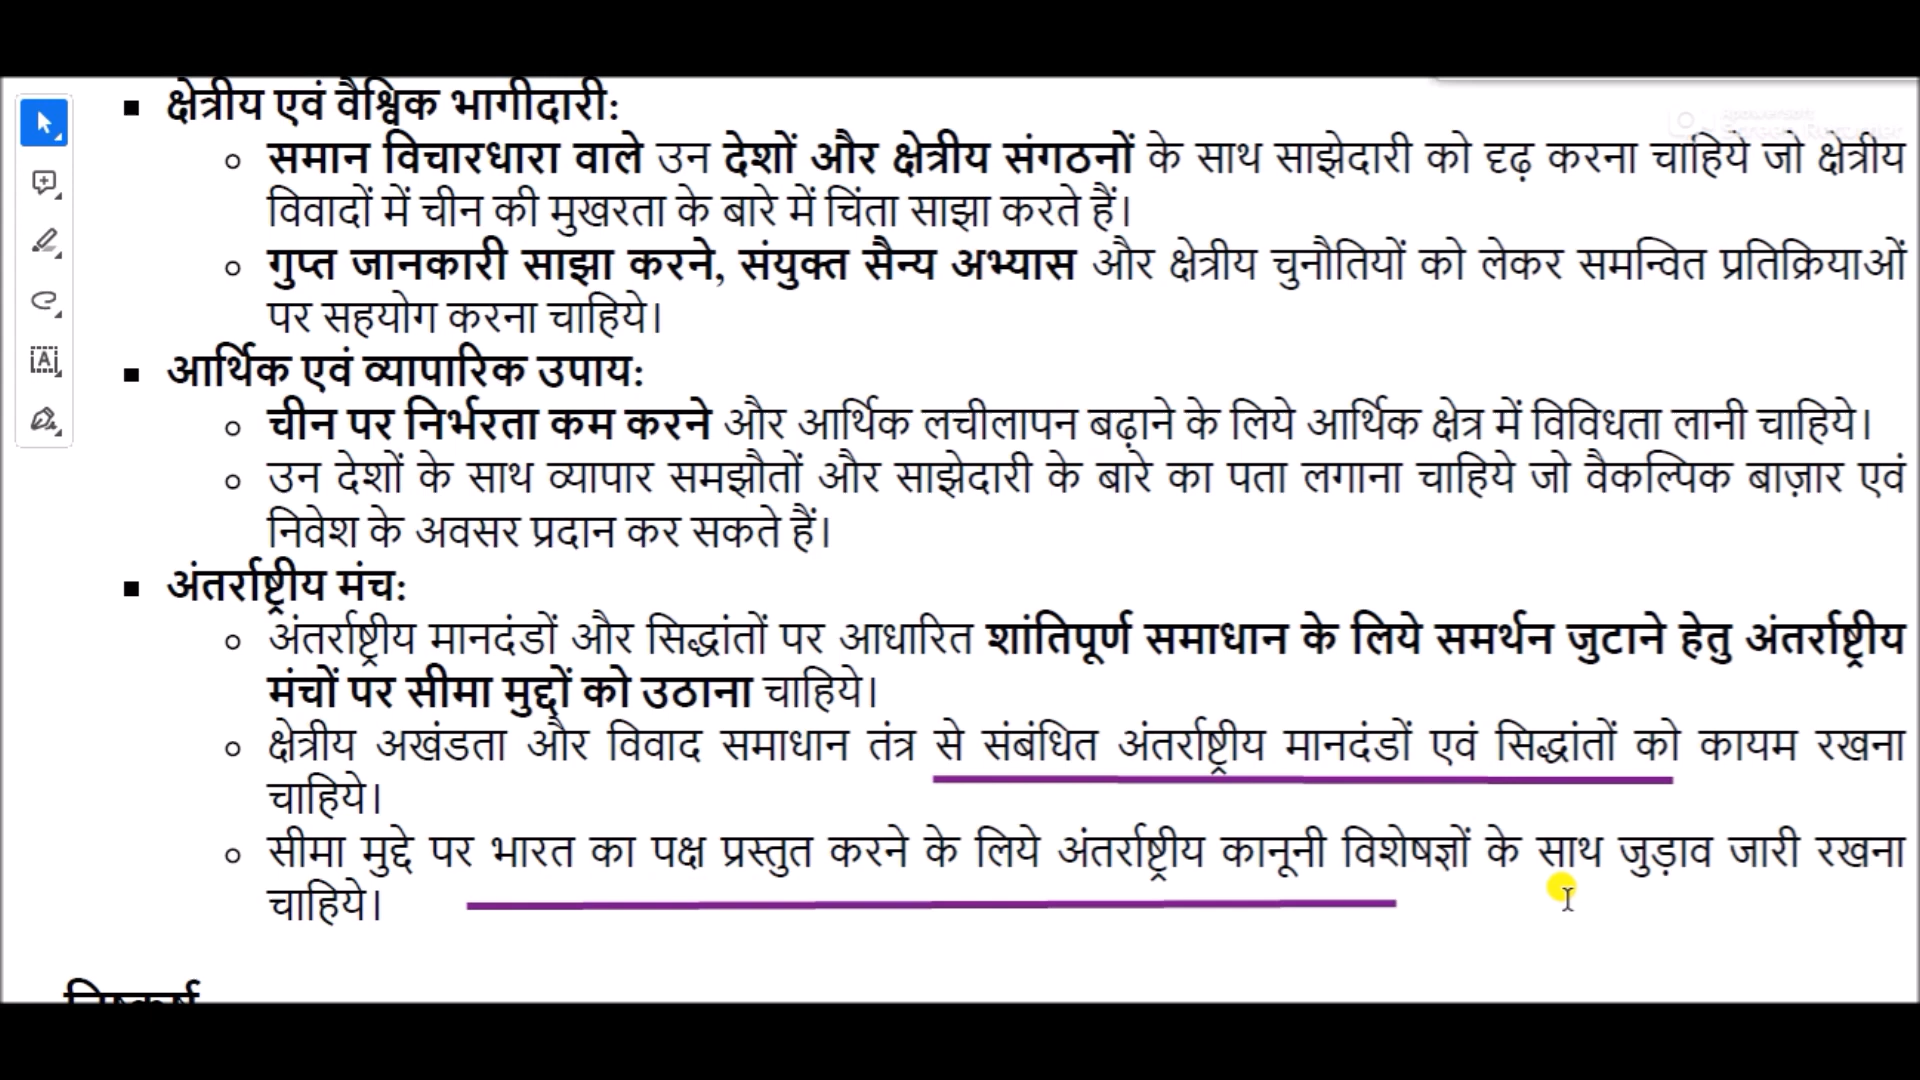 क्षेत्रीय एवं वैश्विक भागीदारी:
समान विचारधारा वाले उन देशों और क्षेत्रीय संगठनों के साथ साझेदारी को दृढ़ करना चाहिये जो क्षेत्रीय
विवादों में चीन की मुखरता के बारे में चिंता साझा करते हैं।
गुप्त जानकारी साझा करने, संयुक्त सैन्य अभ्यास और क्षेत्रीय चुनौतियों को लेकर समन्वित प्रतिक्रियाओं
पर सहयोग करना चाहिये।
आर्थिक एवं व्यापारिक उपाय:
चीन पर निर्भरता कम करने और आर्थिक लचीलापन बढ़ाने के लिये आर्थिक क्षेत्र में विविधता लानी चाहिये।
उन देशों के साथ व्यापार समझौतों और साझेदारी के बारे का पता लगाना चाहिये जो वैकल्पिक बाज़ार एवं
निवेश के अवसर प्रदान कर सकते हैं।
अंतर्राष्ट्रीय मंच:
अंतर्राष्ट्रीय मानदंडों और सिद्धांतों पर आधारित शांतिपूर्ण समाधान के लिये समर्थन जुटाने हेतु अंतर्राष्ट्रीय
मंचों पर सीमा मुद्दों को उठाना चाहिये।
क्षेत्रीय अखंडता और विवाद समाधान तंत्र से संबंधित अंतर्राष्ट्रीय मानदंडों एवं सिद्धांतों को कायम रखना
चाहिये।
सीमा मुद्दे पर भारत का पक्ष प्रस्तुत करने के लिये अंतर्राष्ट्रीय कानूनी विशेषज्ञों के साथ जुड़ाव जारी रखना
चाहिये।